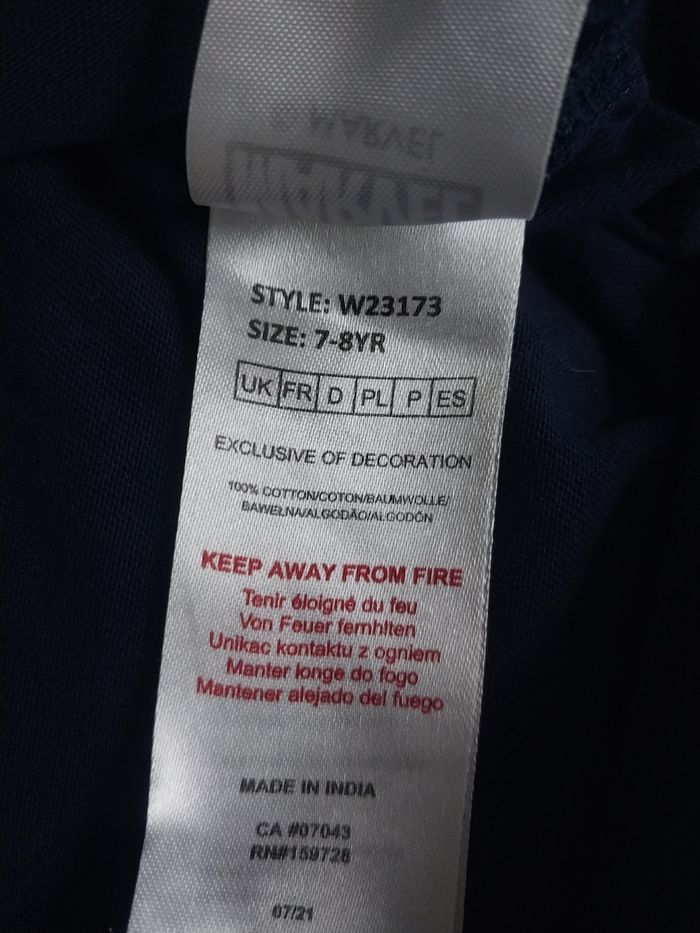 © MARVEL
STYLE: W23173
SIZE: 7-8YR
UK FR D PL P ES
EXCLUSIVE OF DECORATION
100% COTTON/COTON/BAUMWOLLE/
BAWEŁNA/ALGODÃO/ALGODÓN
KEEP AWAY FROM FIRE
Tenir éloigné du feu
Von Feuer fernhlten
Unikac kontaktu z ogniem
Manter longe do fogo
Mantener alejado del fuego
MADE IN INDIA
CA #07043
RN#159728
07/21